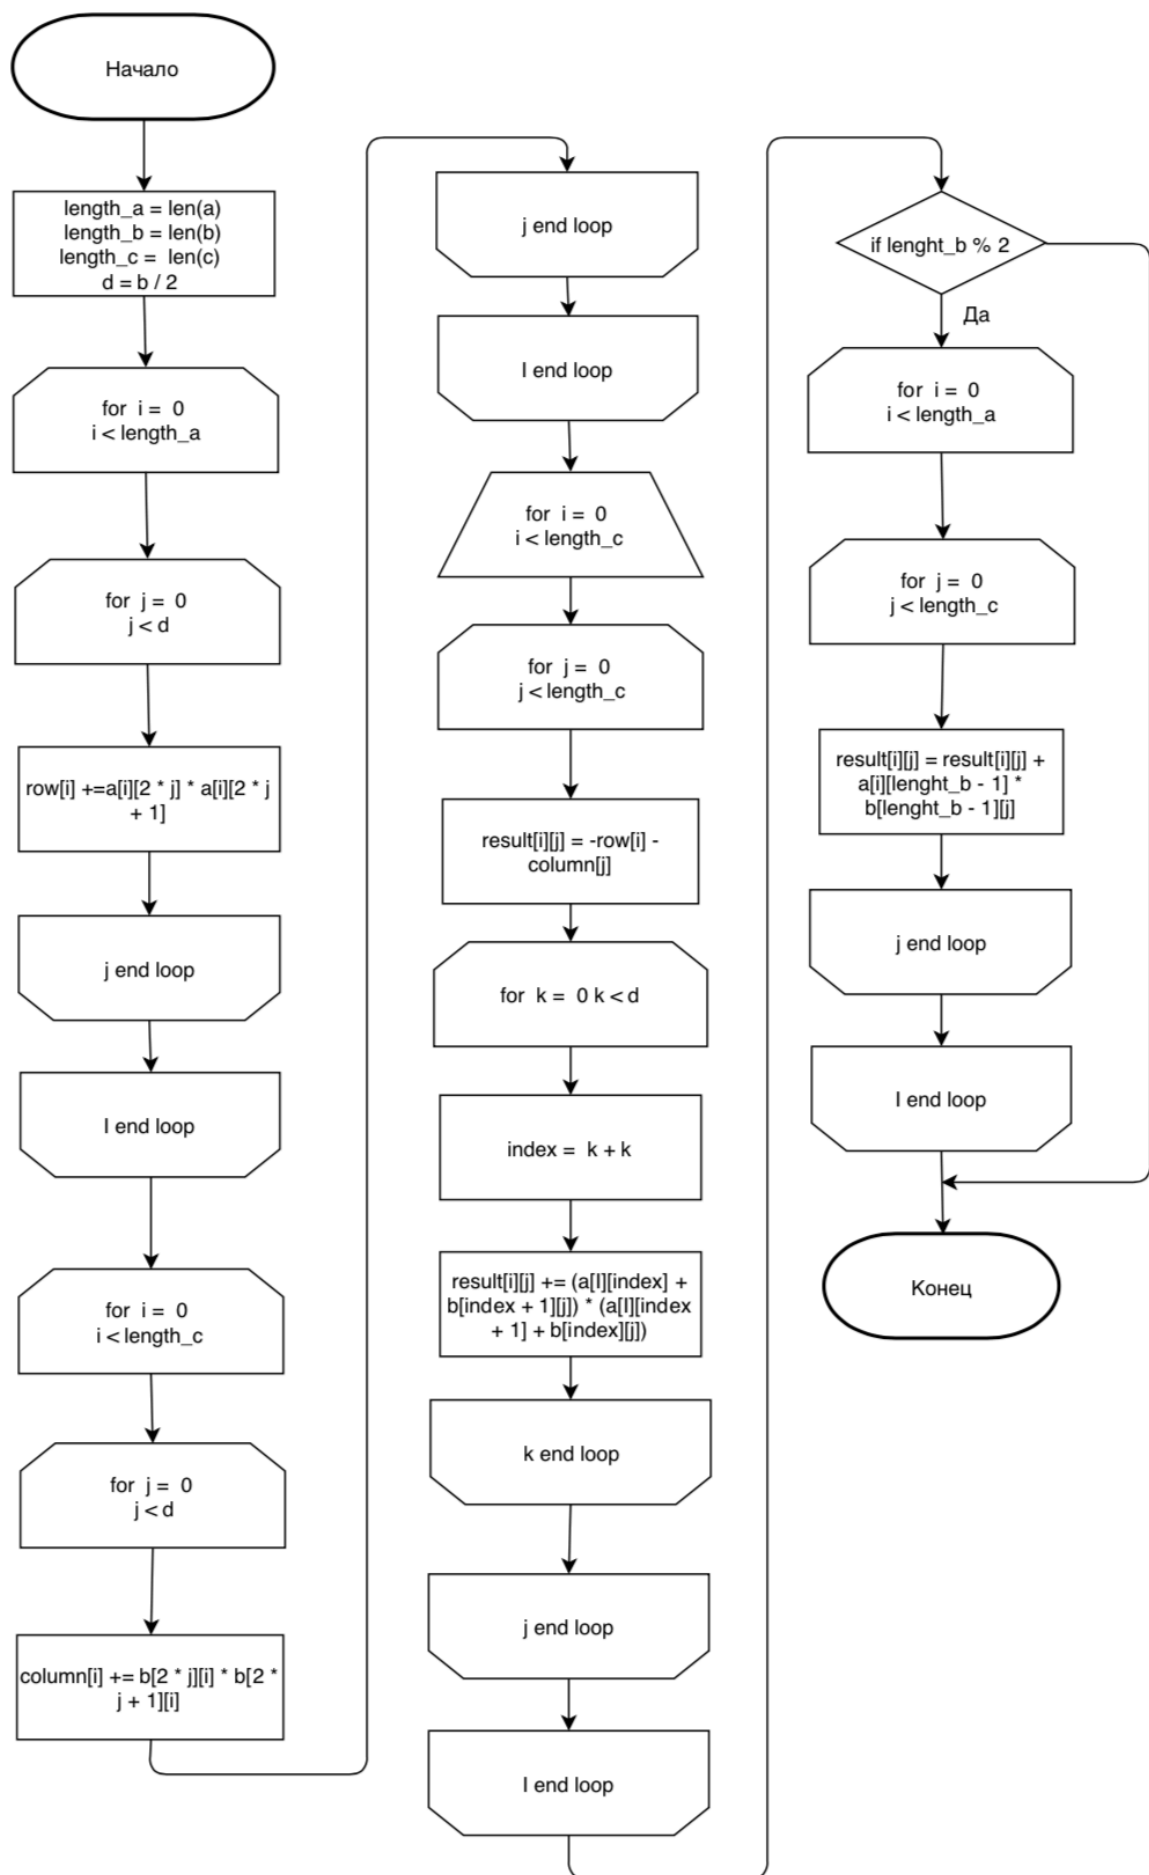 Начало
length_a = len(a)
length_b = len(b)
length_c = len(c)
d = b / 2
for i = 0
i < length_a
for j = 0
j < d
row[i] +=a[i][2 * j] * a[i][2 * j
+ 1]
j end loop
I end loop
for i = 0
i < length_c
for j = 0
j < d
column[i] += b[2 * j][i] * b[2 *
j + 1][i]
j end loop
I end loop
for i = 0
i < length_c
for j = 0
j < length_c
result[i][j] = -row[i] -
column[j]
for k = 0 k < d
index = k + k
result[i][j] += (a[I][index] +
b[index + 1][j]) * (a[I][index
+ 1] + b[index][j])
k end loop
j end loop
I end loop
if lenght_b % 2
Да
for i = 0
i < length_a
for j = 0
j < length_c
result[i][j] = result[i][j] +
a[i][lenght_b - 1] *
b[lenght_b - 1][j]
j end loop
I end loop
Конец